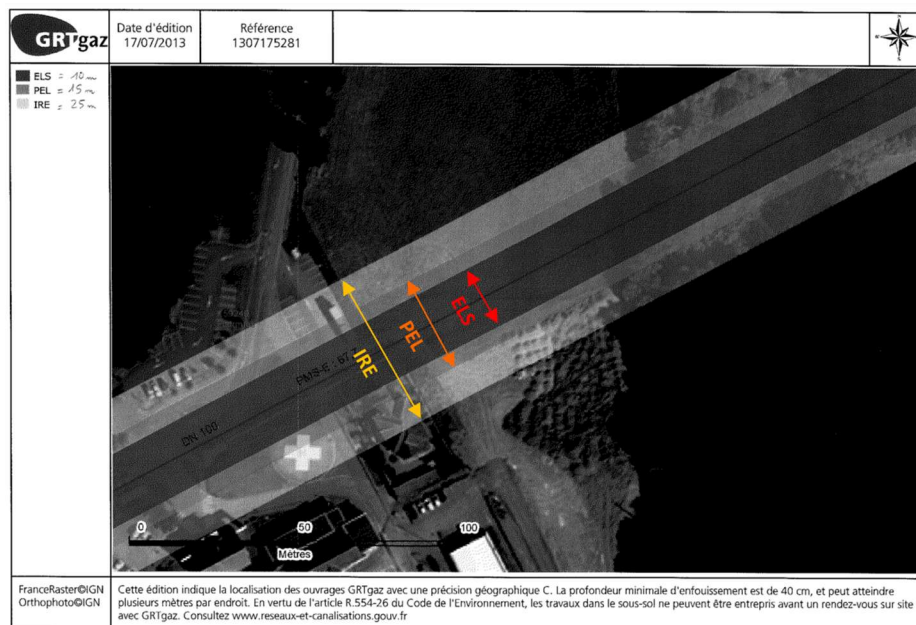 GRTgaz
Date d'édition
17/07/2013
Référence
1307175281
ELS = 10 m
PEL = 15 m
IRE = 25 m
ELS
PEL
IRE
DN 100
0 50 100
Mètres
FranceRaster©IGN
Orthophoto©IGN
Cette édition indique la localisation des ouvrages GRTgaz avec une précision géographique C. La profondeur minimale d'enfouissement est de 40 cm, et peut atteindre
plusieurs mètres par endroit. En vertu de l'article R.554-26 du Code de l'Environnement, les travaux dans le sous-sol ne peuvent être entrepris avant un rendez-vous sur site
avec GRTgaz. Consultez www.reseaux-et-canalisations.gouv.fr